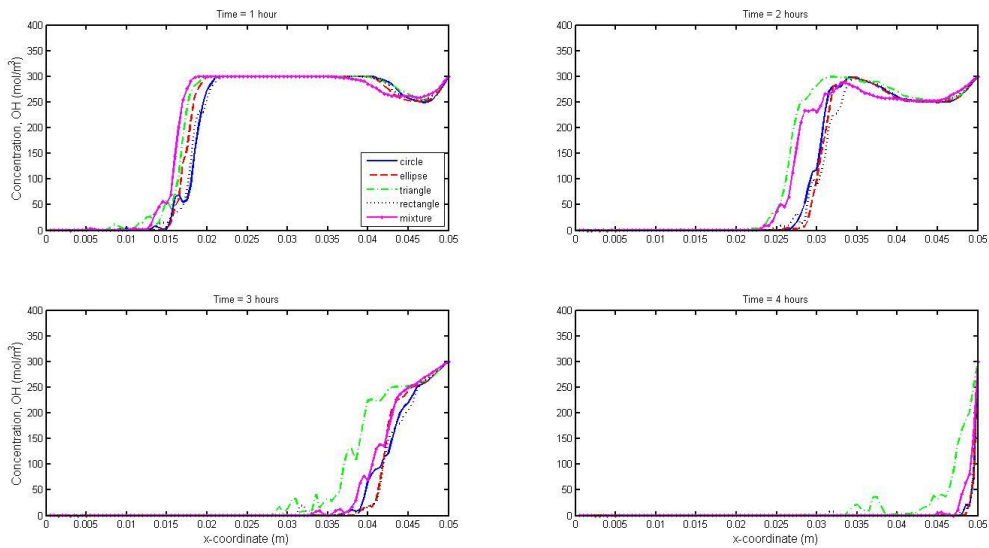 Time = 1 hour
Concentration, OH (mol/m³)
400
350
300
250
200
150
100
50
0
0 0.005 0.01 0.015 0.02 0.025 0.03 0.035 0.04 0.045 0.05
circle
ellipse
triangle
rectangle
mixture
Time = 2 hours
400
350
300
250
200
150
100
50
0
0 0.005 0.01 0.015 0.02 0.025 0.03 0.035 0.04 0.045 0.05
Time = 3 hours
Concentration, OH (mol/m³)
400
350
300
250
200
150
100
50
0
0 0.005 0.01 0.015 0.02 0.025 0.03 0.035 0.04 0.045 0.05
x-coordinate (m)
Time = 4 hours
400
350
300
250
200
150
100
50
0
0 0.005 0.01 0.015 0.02 0.025 0.03 0.035 0.04 0.045 0.05
x-coordinate (m)